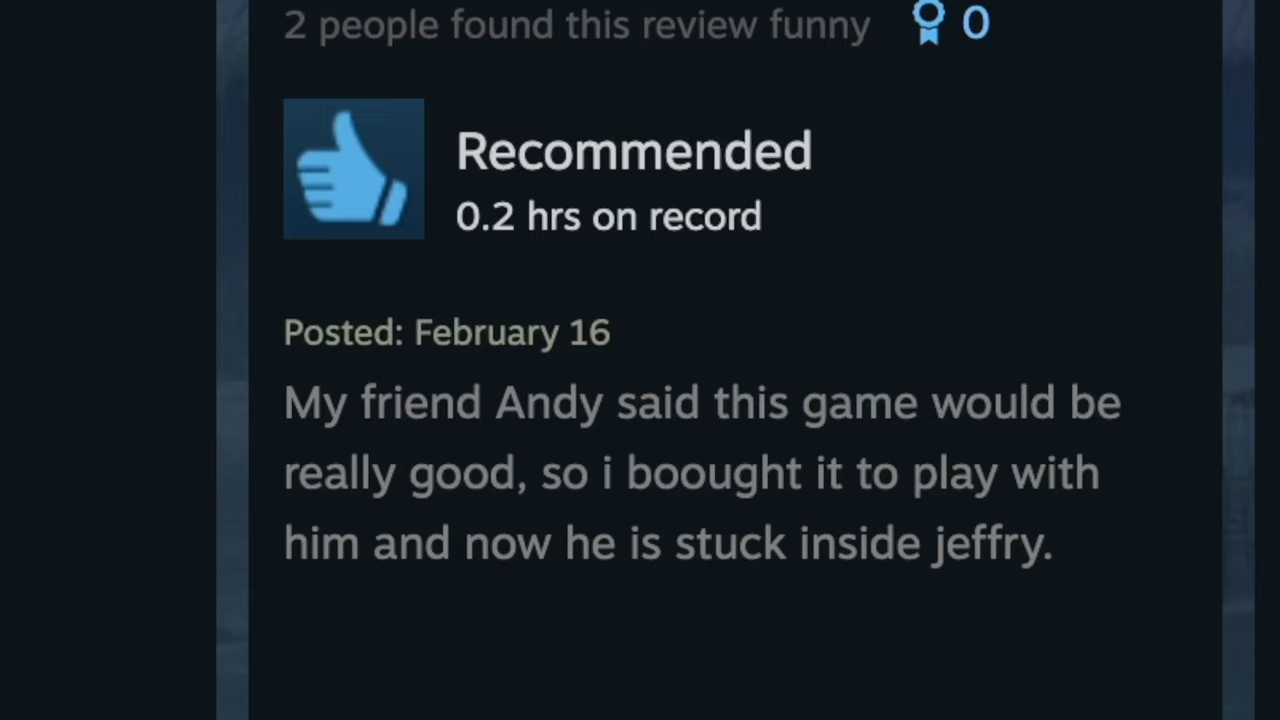 2 people found this review funny 0
Recommended
0.2 hrs on record
Posted: February 16
My friend Andy said this game would be
really good, so i boought it to play with
him and now he is stuck inside jeffry.